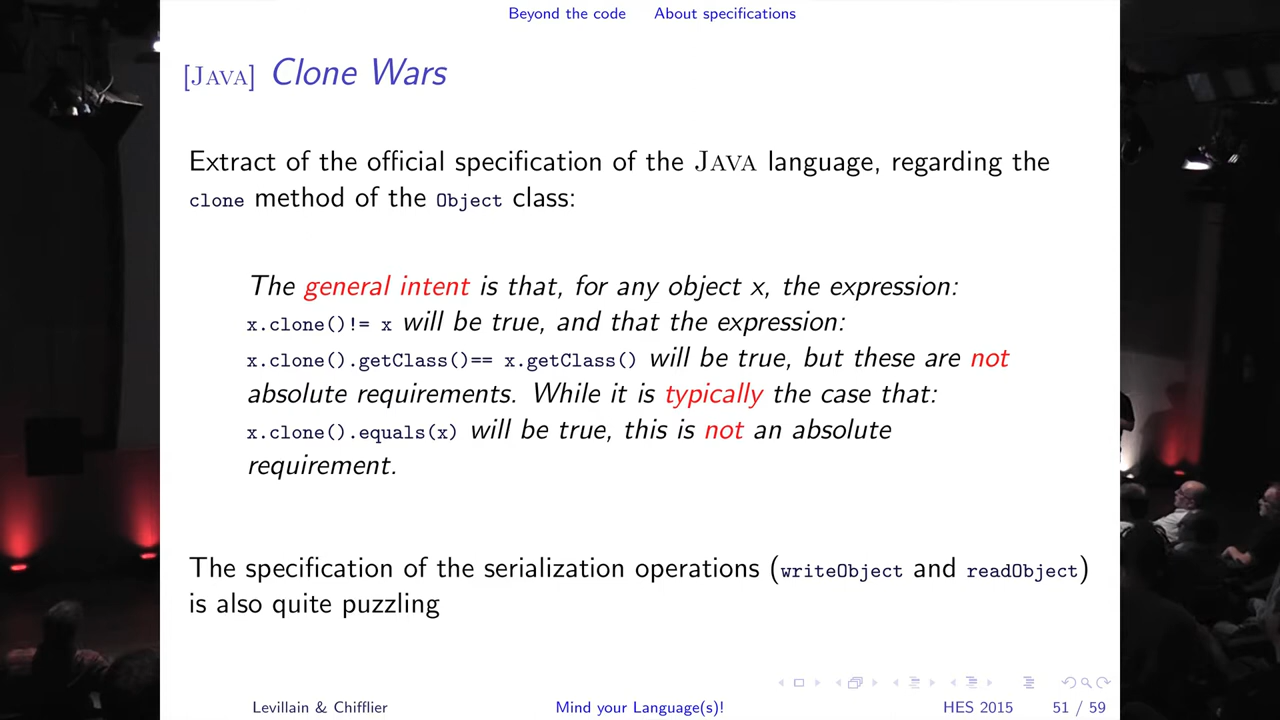 Beyond the code About specifications
[JAVA] Clone Wars
Extract of the official specification of the JAVA language, regarding the
clone method of the Object class:
The general intent is that, for any object x, the expression:
x.clone()!= x will be true, and that the expression:
x.clone().getClass()== x.getClass() will be true, but these are not
absolute requirements. While it is typically the case that:
x.clone().equals(x) will be true, this is not an absolute
requirement.
The specification of the serialization operations (writeObject and readObject)
is also quite puzzling
Levillain & Chifflier Mind your Language(s)! HES 2015 51 / 59